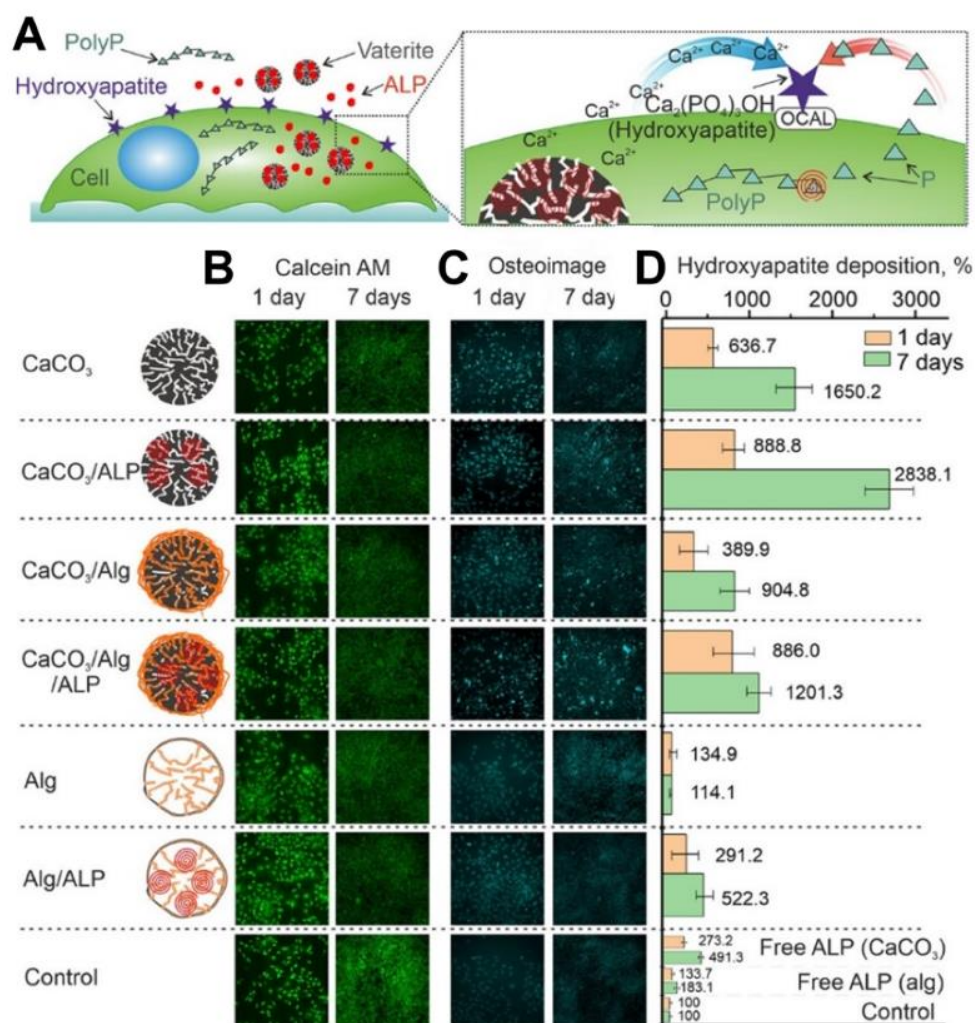 A
PolyP
Vaterite
Hydroxyapatite
ALP
Cell
Ca²⁺ Ca²⁺ Ca²⁺
Ca²⁺
Ca²⁺ Ca₂(PO₄)₃OH
(Hydroxyapatite)
OCAL
Ca²⁺
Ca²⁺
PolyP
P
B Calcein AM
1 day 7 days
C Osteoimage
1 day 7 day
D Hydroxyapatite deposition, %
0 1000 2000 3000
1 day
7 days
CaCO₃
636.7
1650.2
CaCO₃/ALP
888.8
2838.1
CaCO₃/Alg
389.9
904.8
CaCO₃/Alg
/ALP
886.0
1201.3
Alg
134.9
114.1
Alg/ALP
291.2
522.3
Control
273.2
491.3
Free ALP (CaCO₃)
133.7
183.1
Free ALP (alg)
100
100
Control